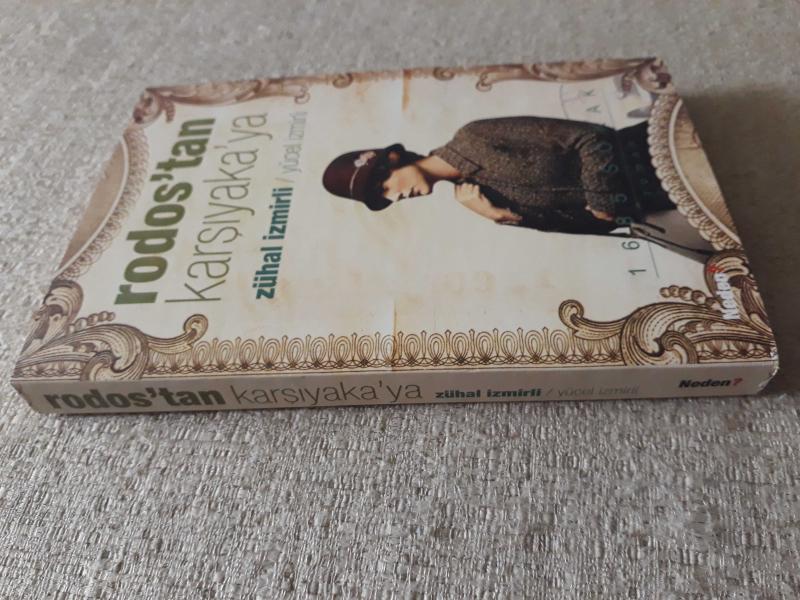 rodos'tan
karşıyaka'ya
zühal izmirli / yücel izmirli
Neden?
rodos'tan karşıyaka'ya zühal izmirli / yücel izmirli Neden?